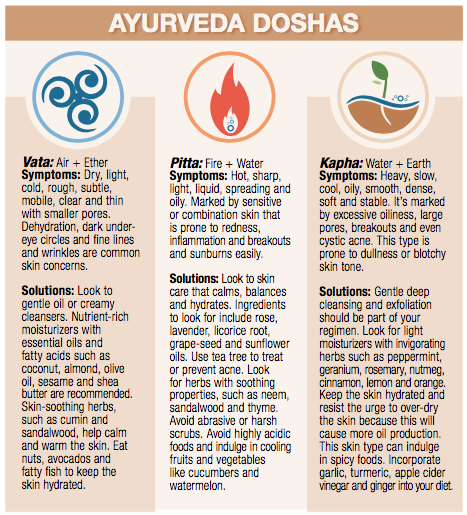 AYURVEDA DOSHAS
Vata: Air + Ether
Symptoms: Dry, light,
cold, rough, subtle,
mobile, clear and thin
with smaller pores.
Dehydration, dark under-
eye circles and fine lines
and wrinkles are common
skin concerns.
Solutions: Look to
gentle oil or creamy
cleansers. Nutrient-rich
moisturizers with
essential oils and
fatty acids such as
coconut, almond, olive
oil, sesame and shea
butter are recommended.
Skin-soothing herbs,
such as cumin and
sandalwood, help calm
and warm the skin. Eat
nuts, avocados and
fatty fish to keep the
skin hydrated.
Pitta: Fire + Water
Symptoms: Hot, sharp,
light, liquid, spreading and
oily. Marked by sensitive
or combination skin that
is prone to redness,
inflammation and breakouts
and sunburns easily.
Solutions: Look to skin
care that calms, balances
and hydrates. Ingredients
to look for include rose,
lavender, licorice root,
grape-seed and sunflower
oils. Use tea tree to treat
or prevent acne. Look
for herbs with soothing
properties, such as neem,
sandalwood and thyme.
Avoid abrasive or harsh
scrubs. Avoid highly acidic
foods and indulge in cooling
fruits and vegetables
like cucumbers and
watermelon.
Kapha: Water + Earth
Symptoms: Heavy, slow,
cool, oily, smooth, dense,
soft and stable. It's marked
by excessive oiliness, large
pores, breakouts and even
cystic acne. This type is
prone to dullness or blotchy
skin tone.
Solutions: Gentle deep
cleansing and exfoliation
should be part of your
regimen. Look for light
moisturizers with invigorating
herbs such as peppermint,
geranium, rosemary, nutmeg,
cinnamon, lemon and orange.
Keep the skin hydrated and
resist the urge to over-dry
the skin because this will
cause more oil production.
This skin type can indulge
in spicy foods. Incorporate
garlic, turmeric, apple cider
vinegar and ginger into your diet.